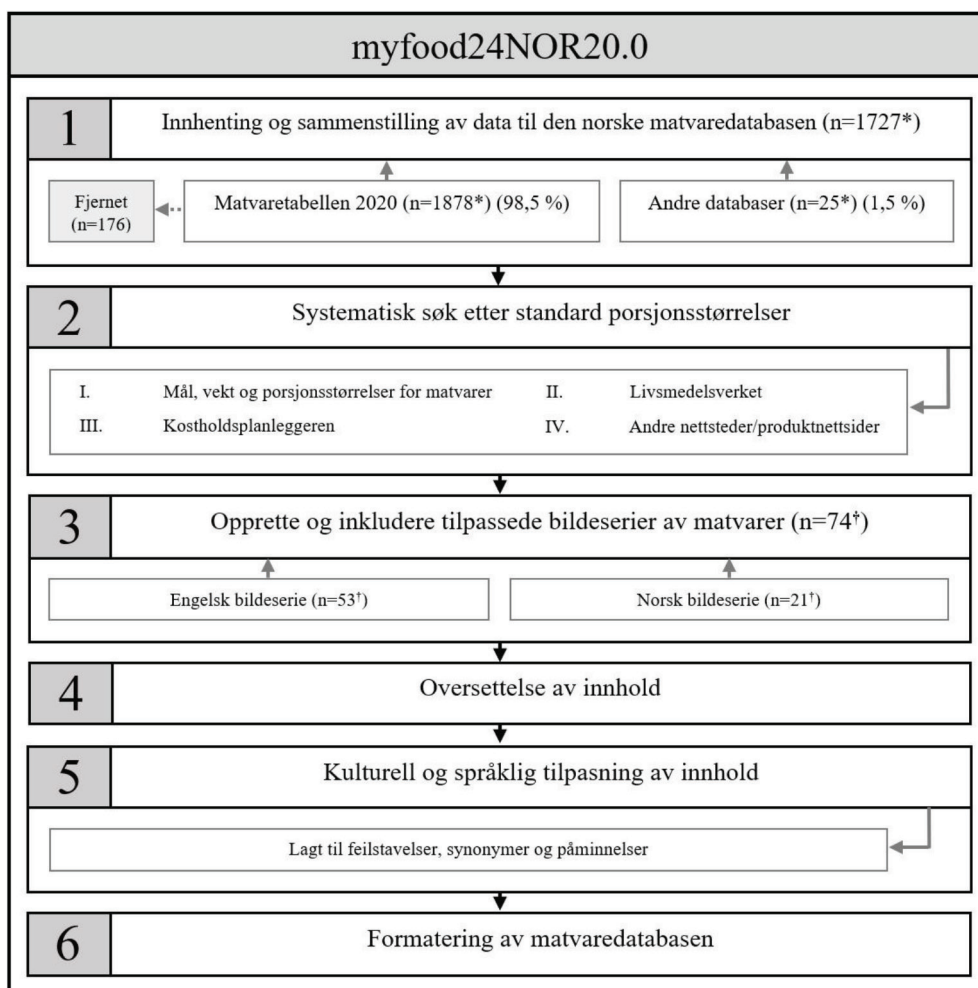 myfood24NOR20.0
1
Innhenting og sammenstilling av data til den norske matvaredatabasen (n=1727*)
Fjernet
(n=176)
Matvaretabellen 2020 (n=1878*) (98,5 %)
Andre databaser (n=25*) (1,5 %)
2
Systematisk søk etter standard porsjonsstørrelser
I. Mål, vekt og porsjonsstørrelser for matvarer
II. Livsmedelsverket
III. Kostholdsplanleggeren
IV. Andre nettsteder/produktnettsider
3
Opprette og inkludere tilpassede bildeserier av matvarer (n=74†)
Engelsk bildeserie (n=53†)
Norsk bildeserie (n=21†)
4
Oversettelse av innhold
5
Kulturell og språklig tilpasning av innhold
Lagt til feilstavelser, synonymer og påminnelser
6
Formatering av matvaredatabasen